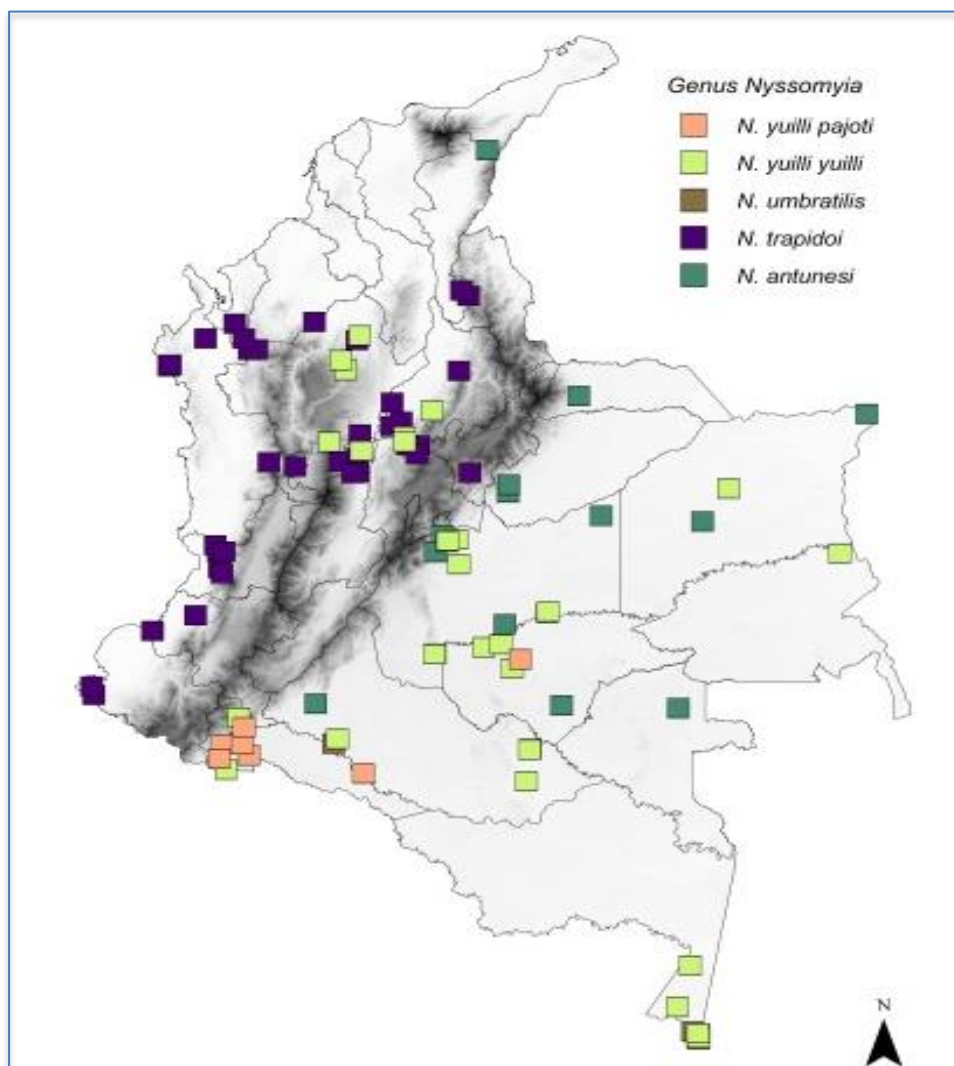 Genus Nyssomyia
N. yuilli pajoti
N. yuilli yuilli
N. umbratilis
N. trapidoi
N. antunesi
N